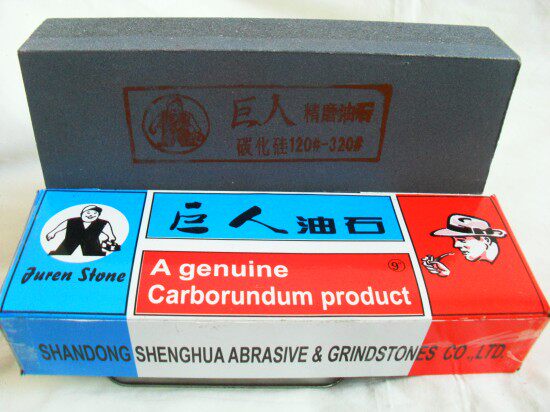 巨人 精磨油石
碳化硅120#-320#
巨人油石
Juren Stone
A genuine
Carborundum product
9"
SHANDONG SHENGHUA ABRASIVE & GRINDSTONES CO.,LTD.